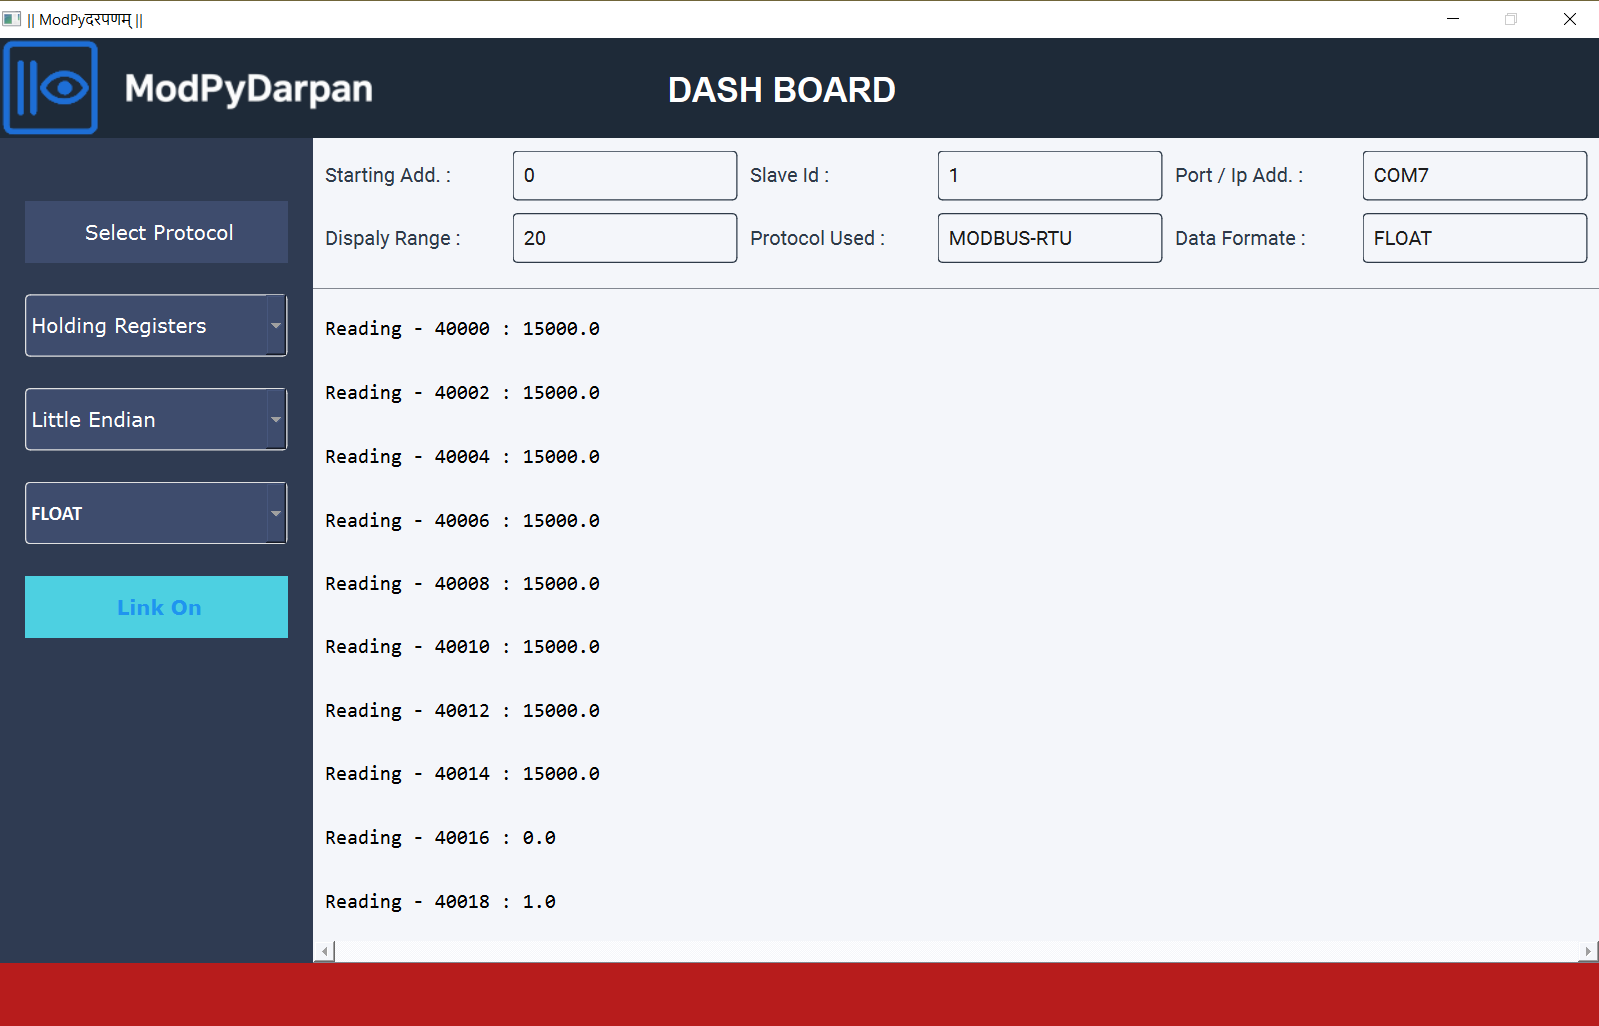 || ModPyदरपणम् ||
ModPyDarpan
DASH BOARD
Starting Add. : 0 Slave Id : 1 Port / Ip Add. : COM7
Dispaly Range : 20 Protocol Used : MODBUS-RTU Data Formate : FLOAT
Select Protocol
Holding Registers
Little Endian
FLOAT
Link On
Reading - 40000 : 15000.0
Reading - 40002 : 15000.0
Reading - 40004 : 15000.0
Reading - 40006 : 15000.0
Reading - 40008 : 15000.0
Reading - 40010 : 15000.0
Reading - 40012 : 15000.0
Reading - 40014 : 15000.0
Reading - 40016 : 0.0
Reading - 40018 : 1.0